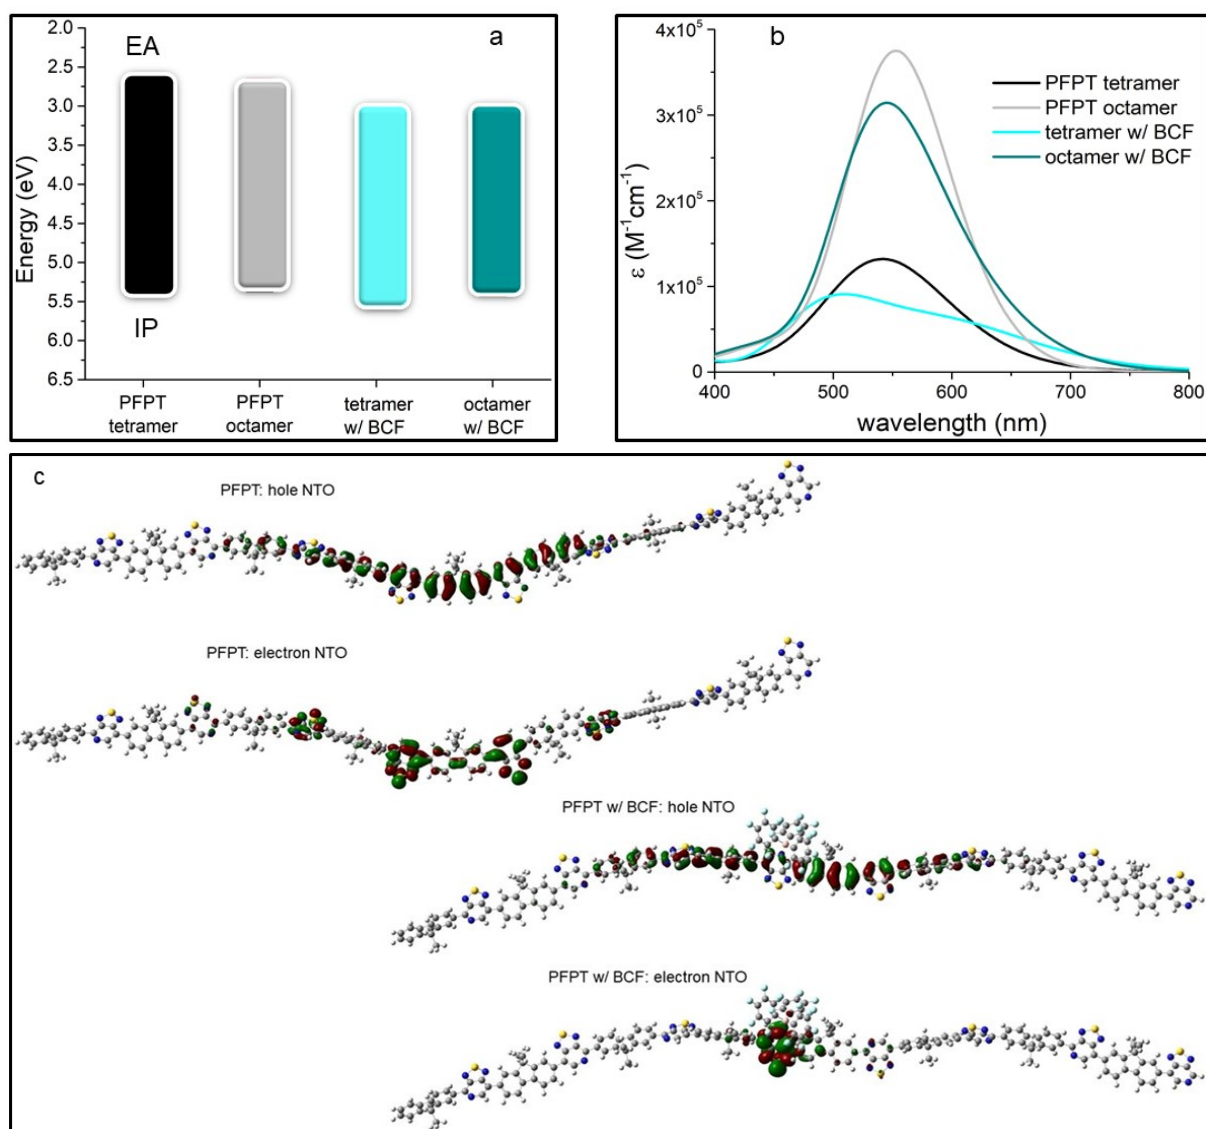 a
EA
IP
Energy (eV)
2.0
2.5
3.0
3.5
4.0
4.5
5.0
5.5
6.0
6.5
PFPT
tetramer
PFPT
octamer
tetramer
w/ BCF
octamer
w/ BCF
b
ε (M⁻¹cm⁻¹)
4x10⁵
3x10⁵
2x10⁵
1x10⁵
0
PFPT tetramer
PFPT octamer
tetramer w/ BCF
octamer w/ BCF
400
500
600
700
800
wavelength (nm)
c
PFPT: hole NTO
PFPT: electron NTO
PFPT w/ BCF: hole NTO
PFPT w/ BCF: electron NTO